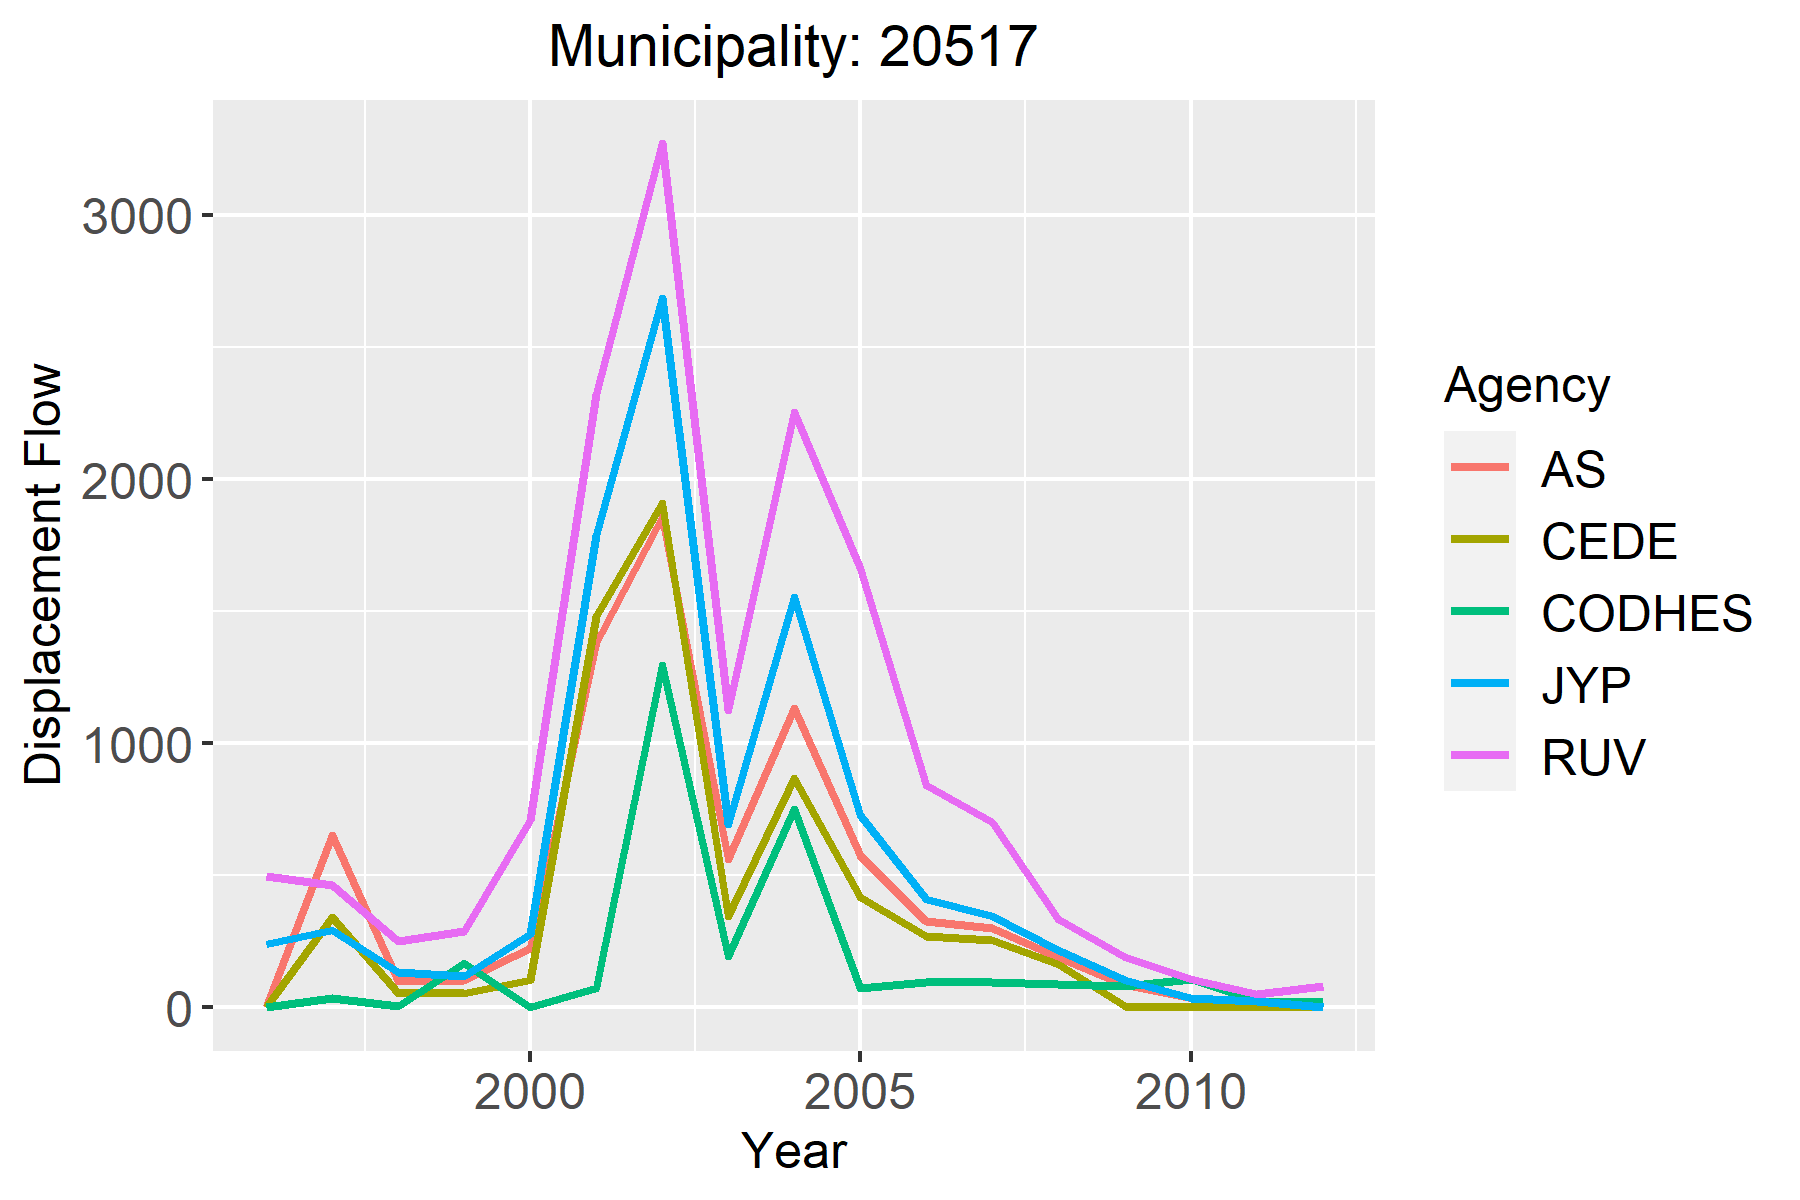 Municipality: 20517
3000
2000
1000
0
Displacement Flow
2000 2005 2010
Year
Agency
AS
CEDE
CODHES
JYP
RUV